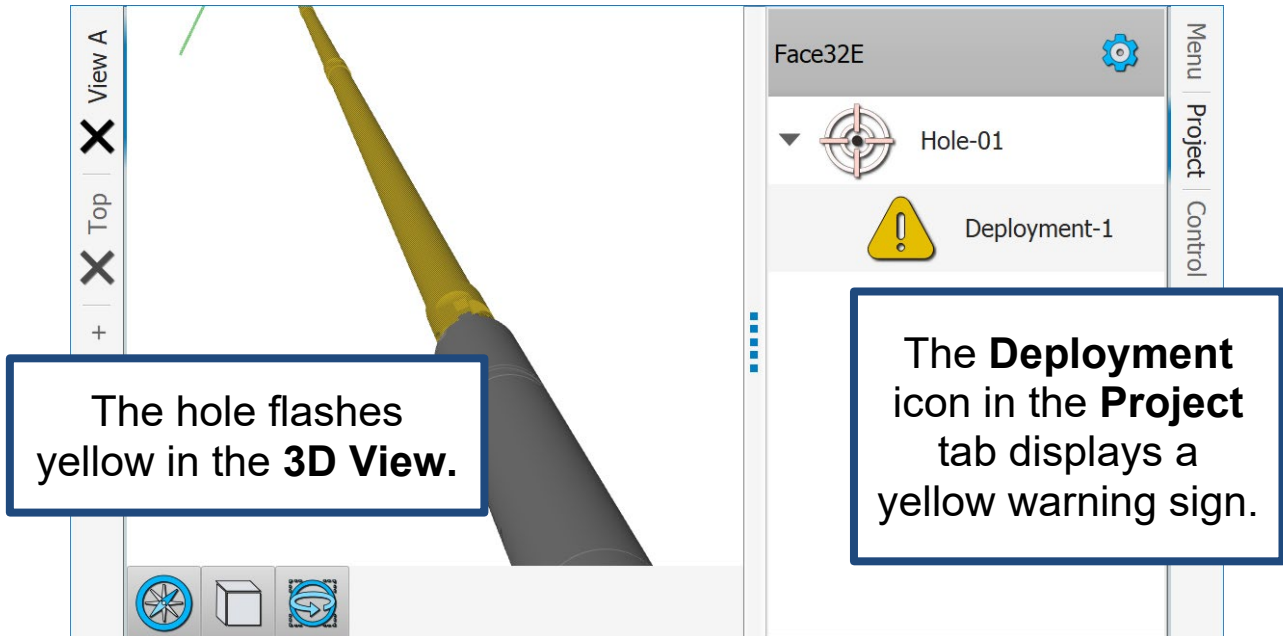 View A
Top
+
Face32E
Hole-01
Deployment-1
Menu
Project
Control
The hole flashes
yellow in the 3D View.
The Deployment
icon in the Project
tab displays a
yellow warning sign.